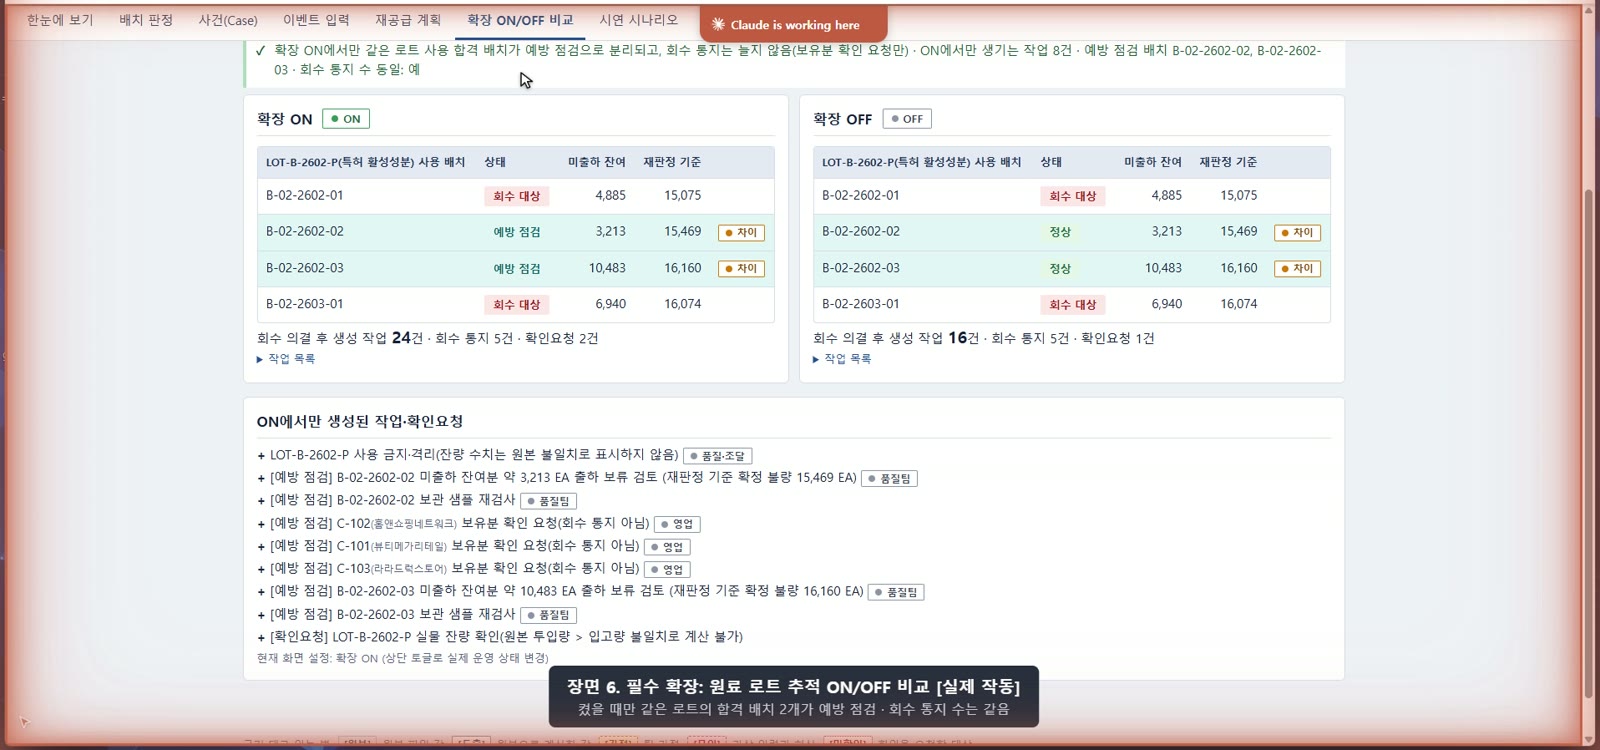 한눈에 보기 배치 판정 사건(Case) 이벤트 입력 재공급 계획 확장 ON/OFF 비교 시연 시나리오
Claude is working here
✓ 확장 ON에서만 같은 로트 사용 합격 배치가 예방 점검으로 분리되고, 회수 통지는 늘지 않음(보유분 확인 요청만) · ON에서만 생기는 작업 8건 · 예방 점검 배치 B-02-2602-02, B-02-2602-
03 · 회수 통지 수 동일: 예
확장 ON ● ON
LOT-B-2602-P(특허 활성성분) 사용 배치 상태 미출하 잔여 재판정 기준
B-02-2602-01 회수 대상 4,885 15,075
B-02-2602-02 예방 점검 3,213 15,469 ● 차이
B-02-2602-03 예방 점검 10,483 16,160 ● 차이
B-02-2603-01 회수 대상 6,940 16,074
회수 의결 후 생성 작업 24건 · 회수 통지 5건 · 확인요청 2건
▶ 작업 목록
확장 OFF ● OFF
LOT-B-2602-P(특허 활성성분) 사용 배치 상태 미출하 잔여 재판정 기준
B-02-2602-01 회수 대상 4,885 15,075
B-02-2602-02 정상 3,213 15,469 ● 차이
B-02-2602-03 정상 10,483 16,160 ● 차이
B-02-2603-01 회수 대상 6,940 16,074
회수 의결 후 생성 작업 16건 · 회수 통지 5건 · 확인요청 1건
▶ 작업 목록
ON에서만 생성된 작업·확인요청
+ LOT-B-2602-P 사용 금지·격리(잔량 수치는 원본 불일치로 표시하지 않음) ● 품질·조달
+ [예방 점검] B-02-2602-02 미출하 잔여분 약 3,213 EA 출하 보류 검토 (재판정 기준 확정 불량 15,469 EA) ● 품질팀
+ [예방 점검] B-02-2602-02 보관 샘플 재검사 ● 품질팀
+ [예방 점검] C-102(홈앤쇼핑네트워크) 보유분 확인 요청(회수 통지 아님) ● 영업
+ [예방 점검] C-101(뷰티메가리테일) 보유분 확인 요청(회수 통지 아님) ● 영업
+ [예방 점검] C-103(라라드럭스토어) 보유분 확인 요청(회수 통지 아님) ● 영업
+ [예방 점검] B-02-2602-03 미출하 잔여분 약 10,483 EA 출하 보류 검토 (재판정 기준 확정 불량 16,160 EA) ● 품질팀
+ [예방 점검] B-02-2602-03 보관 샘플 재검사 ● 품질팀
+ [확인요청] LOT-B-2602-P 실물 잔량 확인(원본 투입량 > 입고량 불일치로 계산 불가)
현재 화면 설정: 확장 ON (상단 토글로 실제 운영 상태 변경)
장면 6. 필수 확장: 원료 로트 추적 ON/OFF 비교 [실제 작동]
켰을 때만 같은 로트의 합격 배치 2개가 예방 점검 · 회수 통지 수는 같음